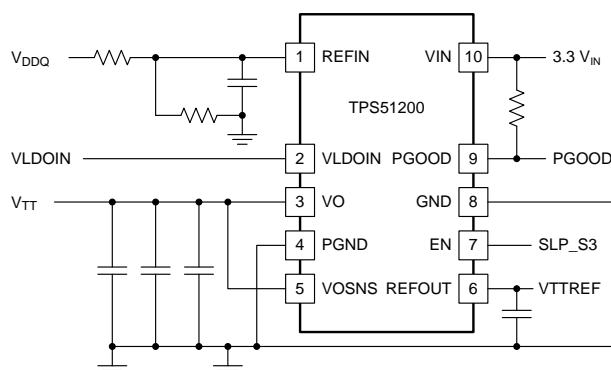 VDDQ 1 REFIN VIN 10 3.3 VIN
TPS51200
VLDOIN 2 VLDOIN PGOOD 9 PGOOD
VTT 3 VO GND 8
4 PGND EN 7 SLP_S3
5 VOSNS REFOUT 6 VTTREF